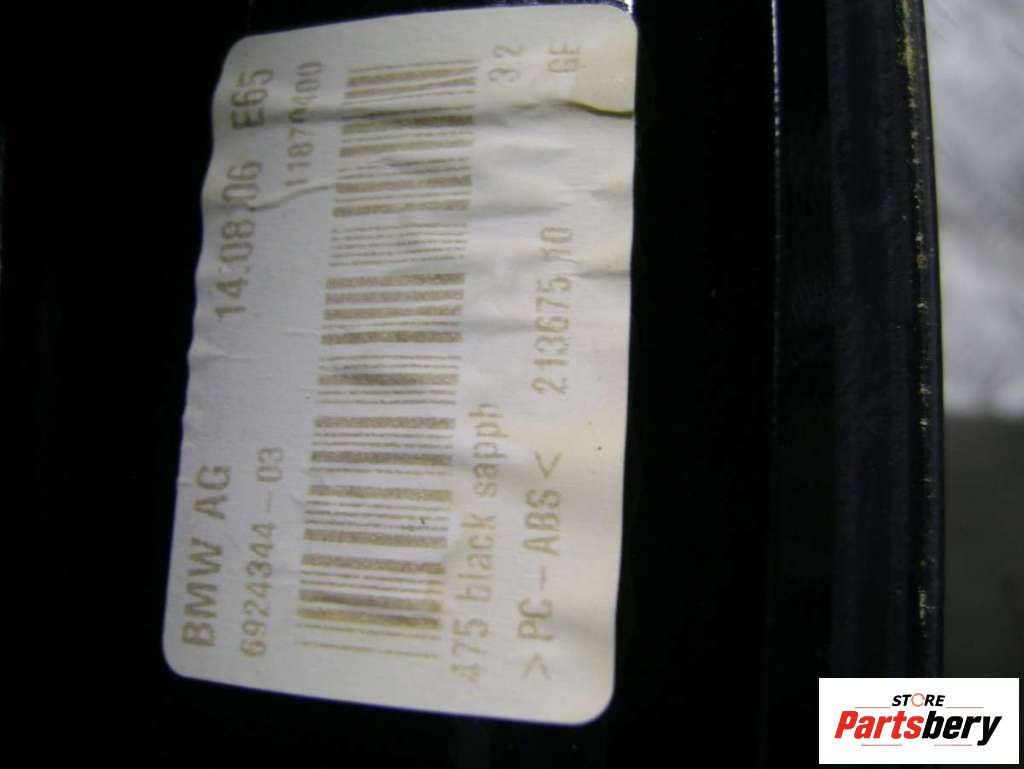 BMW AG 14.08.06 E65
6924344-03 11870400
475 black sapph 32
>PC-ABS< 213675.10 GE
STORE
Partsbery